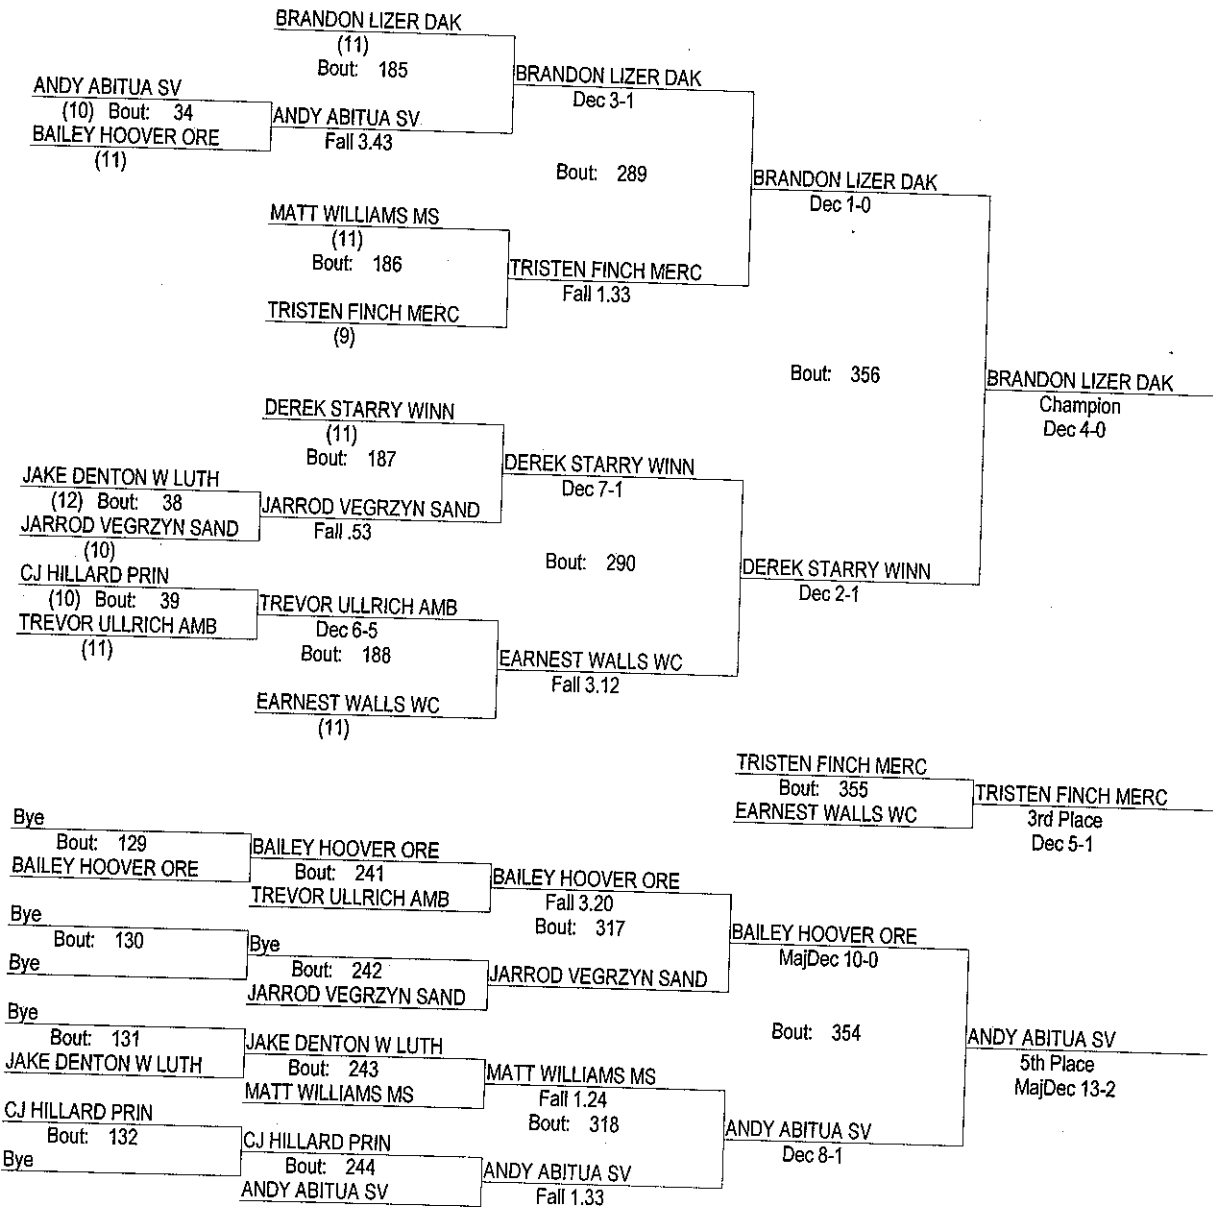 BRANDON LIZER DAK
(11)
Bout: 185
BRANDON LIZER DAK
Dec 3-1
ANDY ABITUA SV
(10) Bout: 34
BAILEY HOOVER ORE
(11)
ANDY ABITUA SV
Fall 3.43
Bout: 289
BRANDON LIZER DAK
Dec 1-0
MATT WILLIAMS MS
(11)
Bout: 186
TRISTEN FINCH MERC
Fall 1.33
TRISTEN FINCH MERC
(9)
Bout: 356
BRANDON LIZER DAK
Champion
Dec 4-0
DEREK STARRY WINN
(11)
Bout: 187
DEREK STARRY WINN
Dec 7-1
JAKE DENTON W LUTH
(12) Bout: 38
JARROD VEGRZYN SAND
(10)
JARROD VEGRZYN SAND
Fall .53
Bout: 290
DEREK STARRY WINN
Dec 2-1
CJ HILLARD PRIN
(10) Bout: 39
TREVOR ULLRICH AMB
(11)
TREVOR ULLRICH AMB
Dec 6-5
Bout: 188
EARNEST WALLS WC
Fall 3.12
EARNEST WALLS WC
(11)
TRISTEN FINCH MERC
Bout: 355
EARNEST WALLS WC
TRISTEN FINCH MERC
3rd Place
Dec 5-1
Bye
Bout: 129
BAILEY HOOVER ORE
BAILEY HOOVER ORE
Bout: 241
TREVOR ULLRICH AMB
BAILEY HOOVER ORE
Fall 3.20
Bout: 317
BAILEY HOOVER ORE
MajDec 10-0
Bye
Bout: 130
Bye
Bye
Bout: 242
JARROD VEGRZYN SAND
JARROD VEGRZYN SAND
Bout: 354
ANDY ABITUA SV
5th Place
MajDec 13-2
Bye
Bout: 131
JAKE DENTON W LUTH
JAKE DENTON W LUTH
Bout: 243
MATT WILLIAMS MS
MATT WILLIAMS MS
Fall 1.24
Bout: 318
ANDY ABITUA SV
Dec 8-1
CJ HILLARD PRIN
Bout: 132
Bye
CJ HILLARD PRIN
Bout: 244
ANDY ABITUA SV
ANDY ABITUA SV
Fall 1.33